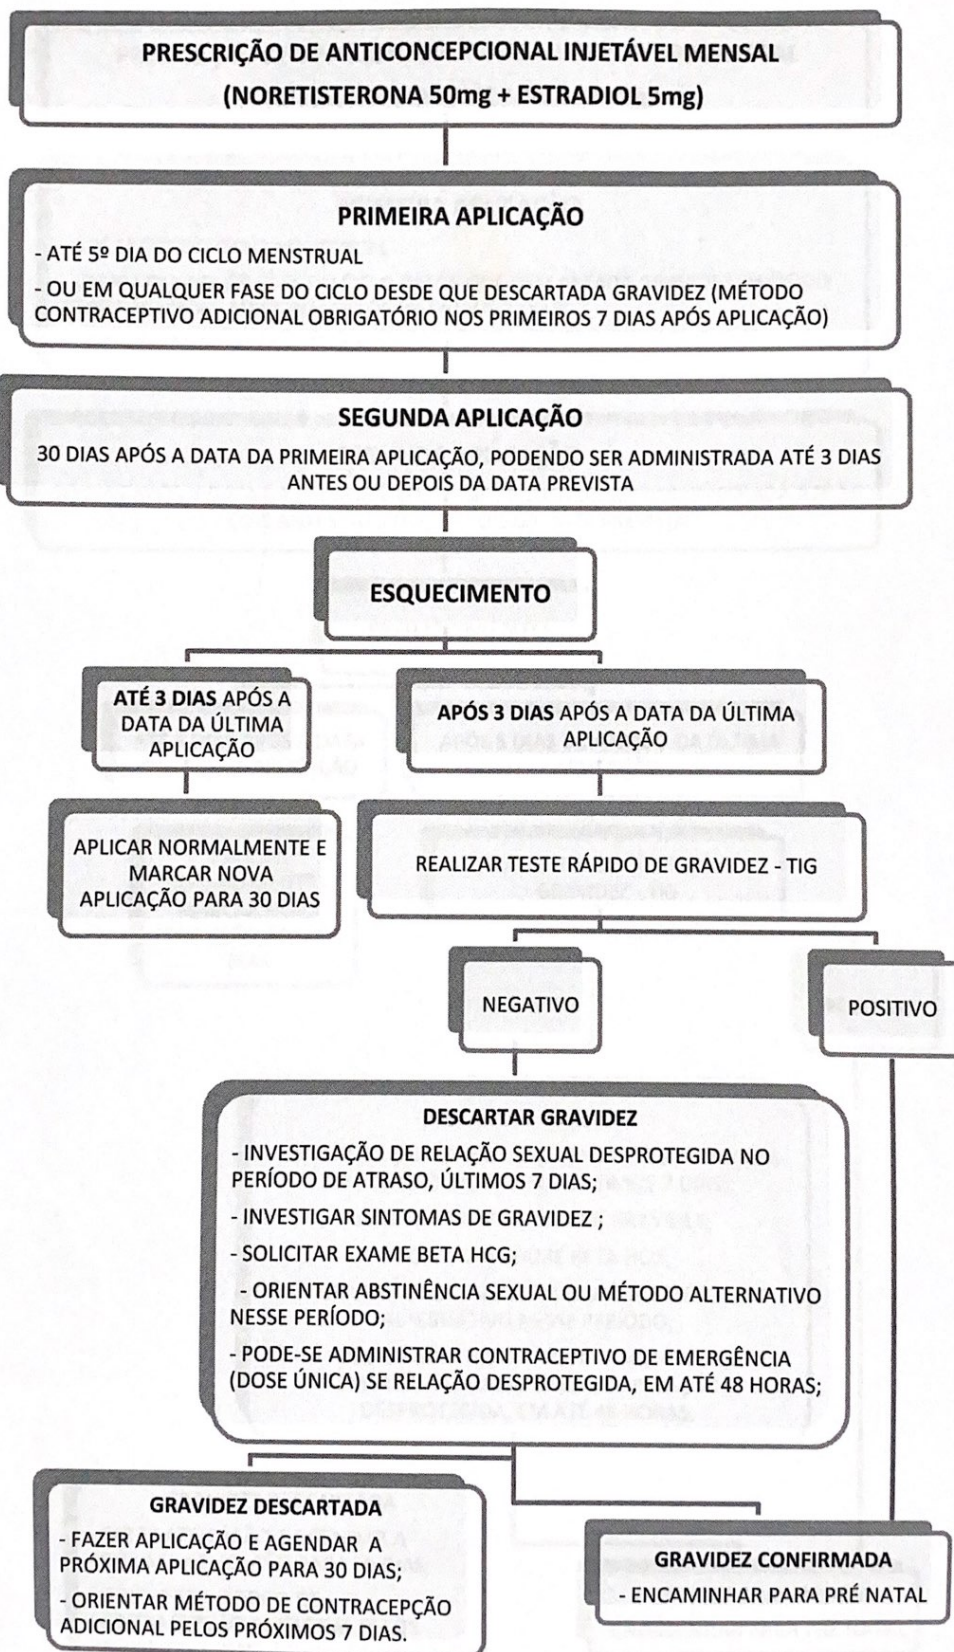 PRESCRIÇÃO DE ANTICONCEPCIONAL INJETÁVEL MENSAL
(NORETISTERONA 50mg + ESTRADIOL 5mg)
PRIMEIRA APLICAÇÃO
- ATÉ 5º DIA DO CICLO MENSTRUAL
- OU EM QUALQUER FASE DO CICLO DESDE QUE DESCARTADA GRAVIDEZ (MÉTODO
CONTRACEPTIVO ADICIONAL OBRIGATÓRIO NOS PRIMEIROS 7 DIAS APÓS APLICAÇÃO)
SEGUNDA APLICAÇÃO
30 DIAS APÓS A DATA DA PRIMEIRA APLICAÇÃO, PODENDO SER ADMINISTRADA ATÉ 3 DIAS
ANTES OU DEPOIS DA DATA PREVISTA
ESQUECIMENTO
ATÉ 3 DIAS APÓS A
DATA DA ÚLTIMA
APLICAÇÃO
APÓS 3 DIAS APÓS A DATA DA ÚLTIMA
APLICAÇÃO
APLICAR NORMALMENTE E
MARCAR NOVA
APLICAÇÃO PARA 30 DIAS
REALIZAR TESTE RÁPIDO DE GRAVIDEZ - TIG
NEGATIVO
POSITIVO
DESCARTAR GRAVIDEZ
- INVESTIGAÇÃO DE RELAÇÃO SEXUAL DESPROTEGIDA NO
PERÍODO DE ATRASO, ÚLTIMOS 7 DIAS;
- INVESTIGAR SINTOMAS DE GRAVIDEZ ;
- SOLICITAR EXAME BETA HCG;
- ORIENTAR ABSTINÊNCIA SEXUAL OU MÉTODO ALTERNATIVO
NESSE PERÍODO;
- PODE-SE ADMINISTRAR CONTRACEPTIVO DE EMERGÊNCIA
(DOSE ÚNICA) SE RELAÇÃO DESPROTEGIDA, EM ATÉ 48 HORAS;
GRAVIDEZ DESCARTADA
- FAZER APLICAÇÃO E AGENDAR A
PRÓXIMA APLICAÇÃO PARA 30 DIAS;
- ORIENTAR MÉTODO DE CONTRACEPÇÃO
ADICIONAL PELOS PRÓXIMOS 7 DIAS.
GRAVIDEZ CONFIRMADA
- ENCAMINHAR PARA PRÉ NATAL